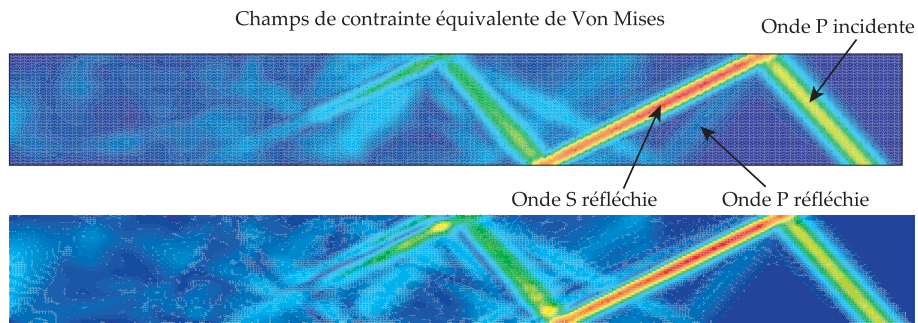 Champs de contrainte équivalente de Von Mises
Onde P incidente
Onde S réfléchie
Onde P réfléchie